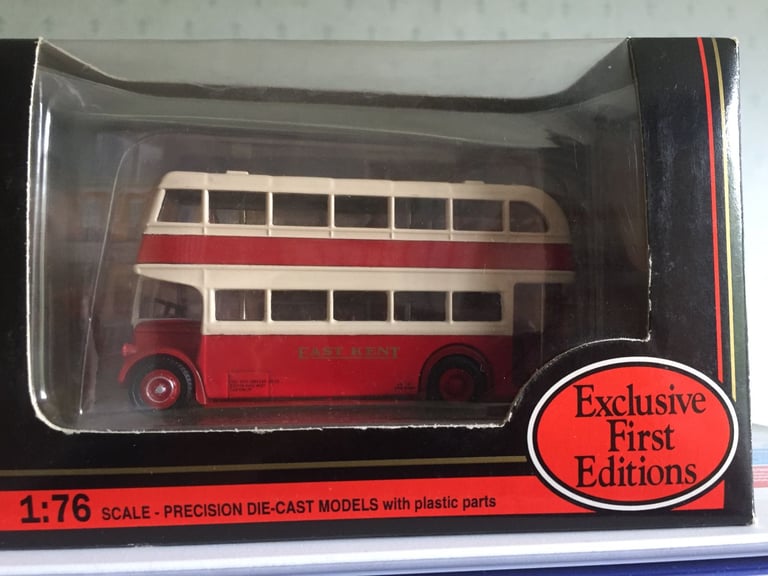 EAST KENT
Exclusive
First
Editions
1:76 SCALE - PRECISION DIE-CAST MODELS with plastic parts